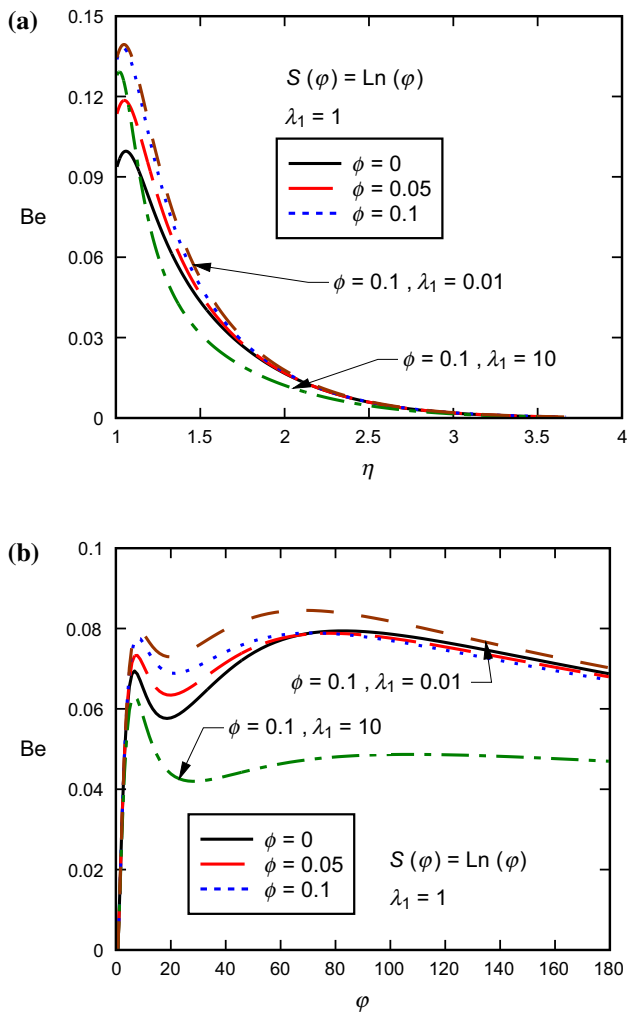 (a)
0.15
0.12
0.09
0.06
0.03
0
Be
S (φ) = Ln (φ)
λ₁ = 1
ϕ = 0
ϕ = 0.05
ϕ = 0.1
ϕ = 0.1 , λ₁ = 0.01
ϕ = 0.1 , λ₁ = 10
1 1.5 2 2.5 3 3.5 4
η
(b)
0.1
0.08
0.06
0.04
0.02
0
Be
ϕ = 0.1 , λ₁ = 0.01
ϕ = 0.1 , λ₁ = 10
ϕ = 0
ϕ = 0.05
ϕ = 0.1
S (φ) = Ln (φ)
λ₁ = 1
0 20 40 60 80 100 120 140 160 180
φ